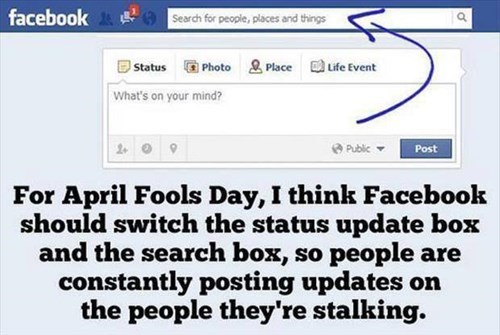 facebook 1 Search for people, places and things
Status Photo Place Life Event
What's on your mind?
Public Post
For April Fools Day, I think Facebook
should switch the status update box
and the search box, so people are
constantly posting updates on
the people they're stalking.